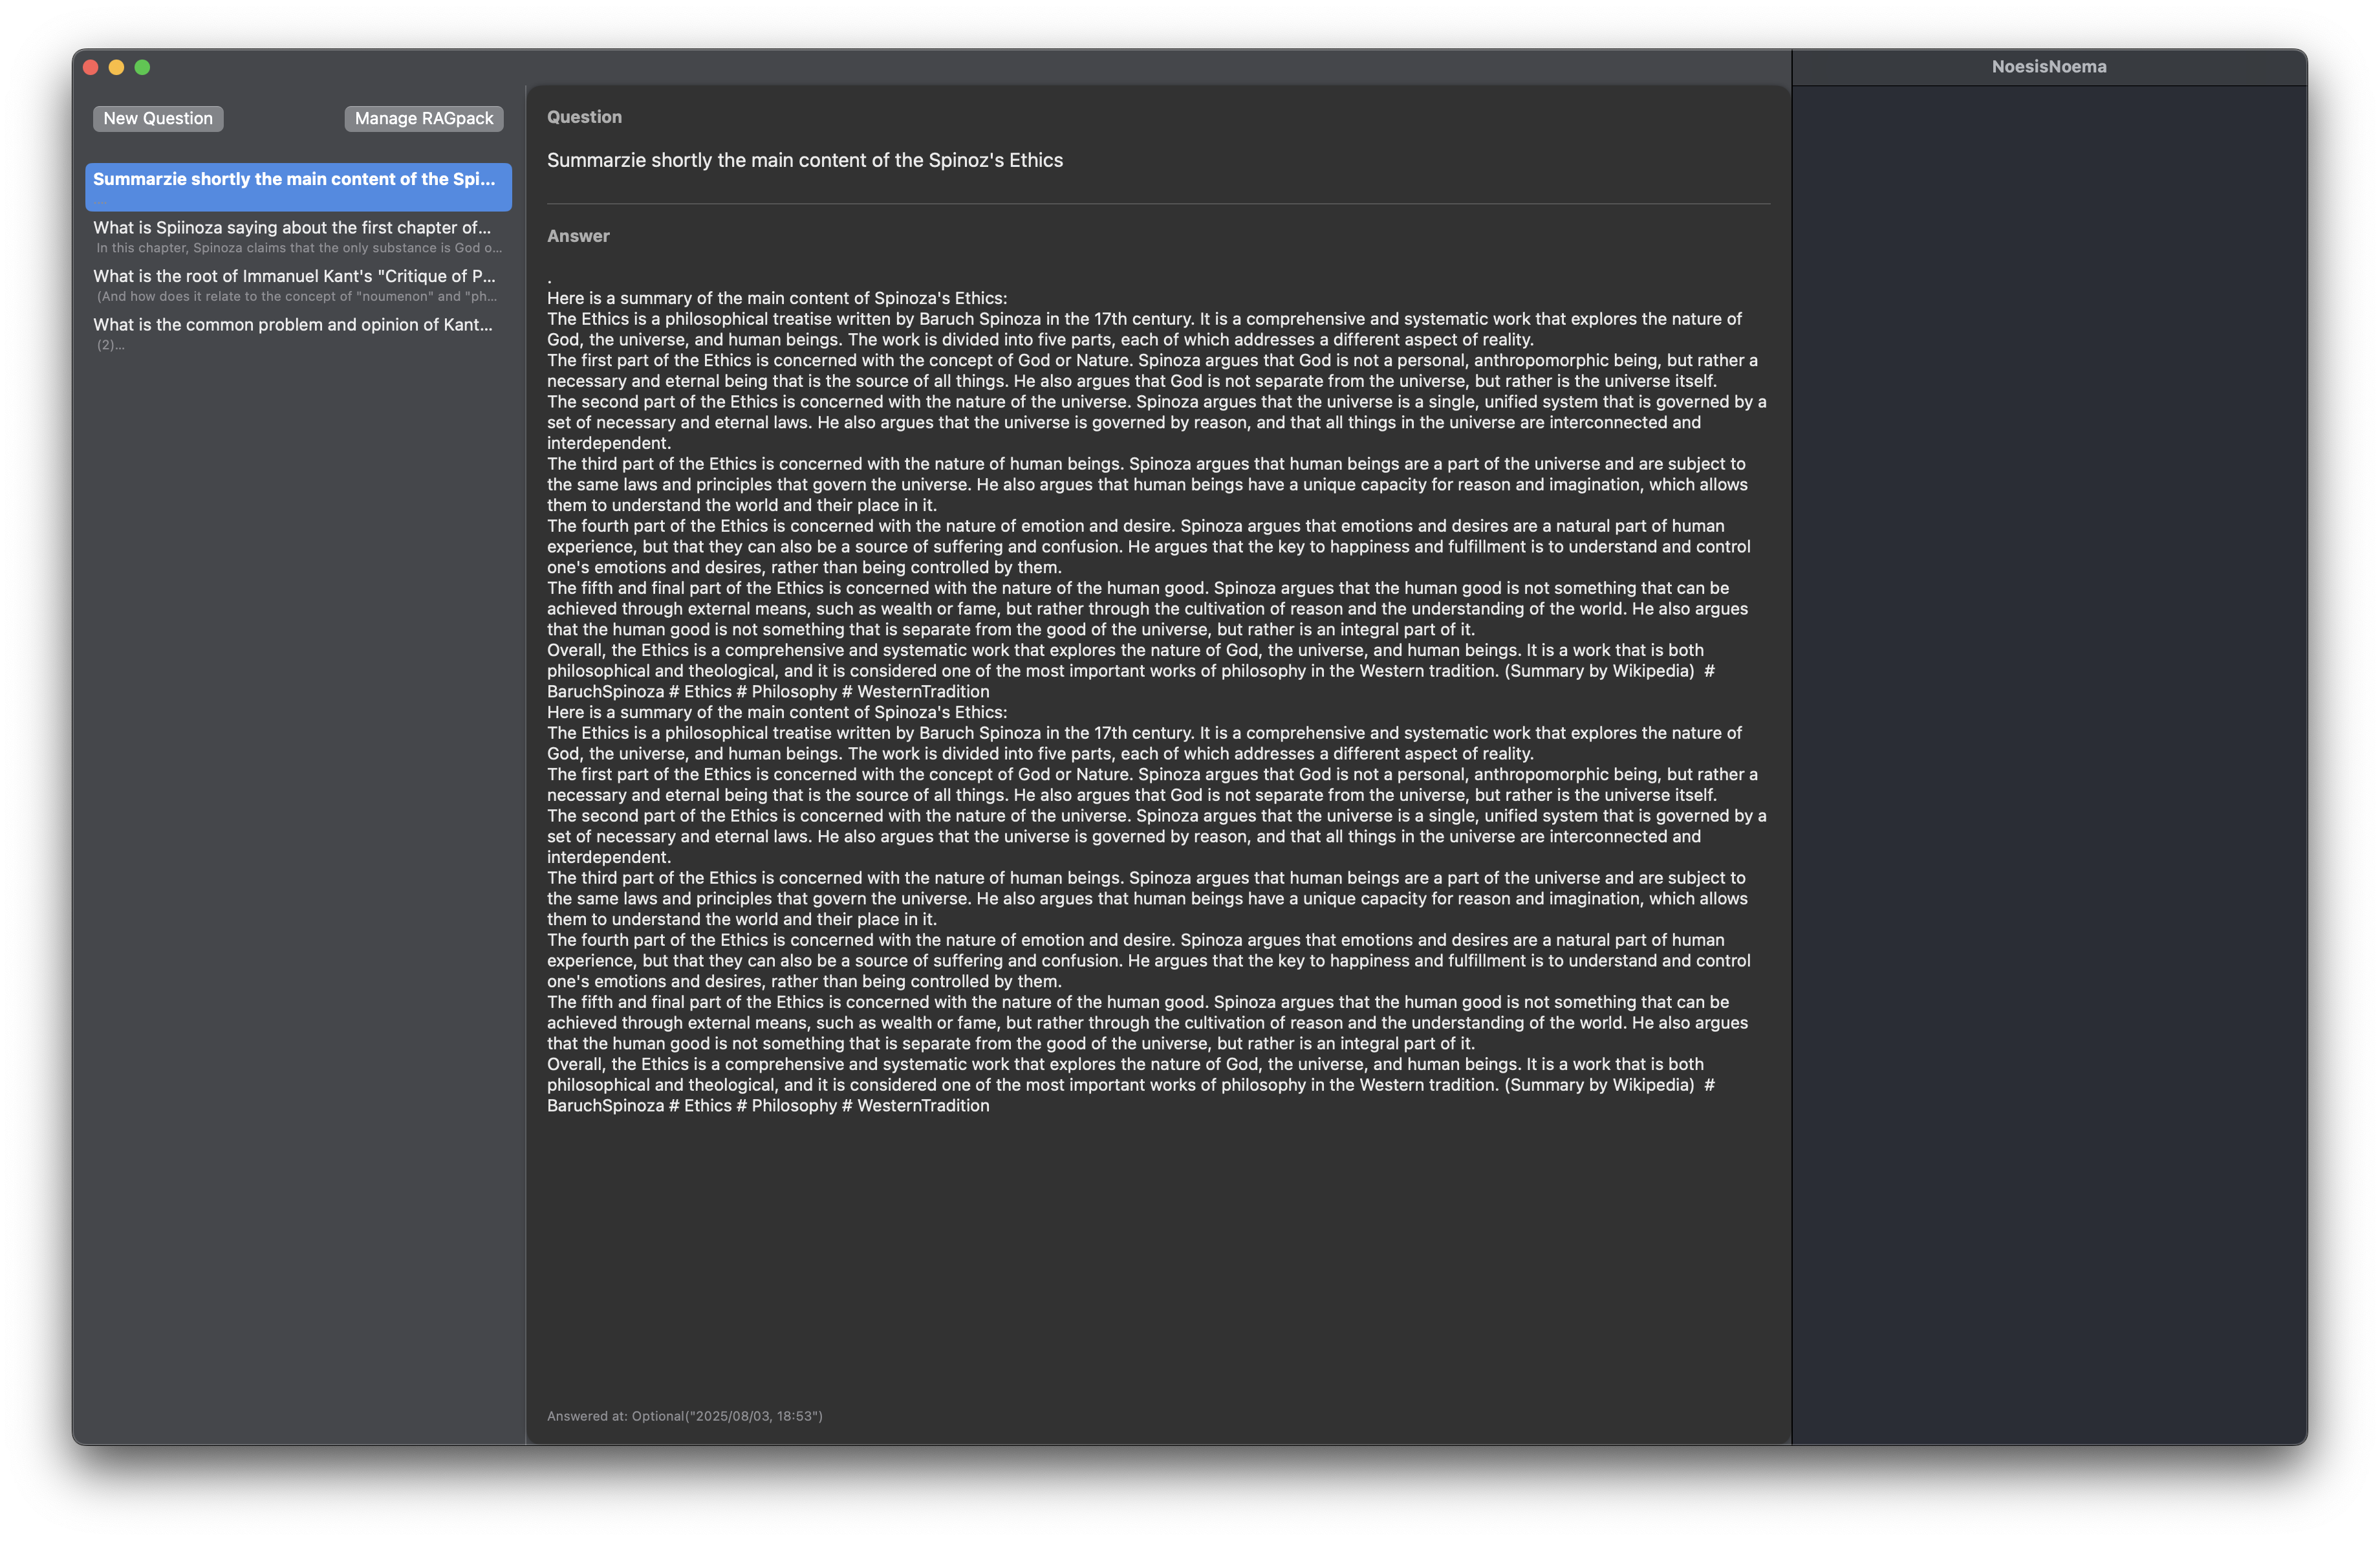 NoesisNoema
New Question
Manage RAGpack
Summarzie shortly the main content of the Spi...
What is Spiinoza saying about the first chapter of...
In this chapter, Spinoza claims that the only substance is God o...
What is the root of Immanuel Kant's "Critique of P...
(And how does it relate to the concept of "noumenon" and "ph...
What is the common problem and opinion of Kant...
(2)...
Question
Summarzie shortly the main content of the Spinoz's Ethics
Answer
.
Here is a summary of the main content of Spinoza's Ethics:
The Ethics is a philosophical treatise written by Baruch Spinoza in the 17th century. It is a comprehensive and systematic work that explores the nature of
God, the universe, and human beings. The work is divided into five parts, each of which addresses a different aspect of reality.
The first part of the Ethics is concerned with the concept of God or Nature. Spinoza argues that God is not a personal, anthropomorphic being, but rather a
necessary and eternal being that is the source of all things. He also argues that God is not separate from the universe, but rather is the universe itself.
The second part of the Ethics is concerned with the nature of the universe. Spinoza argues that the universe is a single, unified system that is governed by a
set of necessary and eternal laws. He also argues that the universe is governed by reason, and that all things in the universe are interconnected and
interdependent.
The third part of the Ethics is concerned with the nature of human beings. Spinoza argues that human beings are a part of the universe and are subject to
the same laws and principles that govern the universe. He also argues that human beings have a unique capacity for reason and imagination, which allows
them to understand the world and their place in it.
The fourth part of the Ethics is concerned with the nature of emotion and desire. Spinoza argues that emotions and desires are a natural part of human
experience, but that they can also be a source of suffering and confusion. He argues that the key to happiness and fulfillment is to understand and control
one's emotions and desires, rather than being controlled by them.
The fifth and final part of the Ethics is concerned with the nature of the human good. Spinoza argues that the human good is not something that can be
achieved through external means, such as wealth or fame, but rather through the cultivation of reason and the understanding of the world. He also argues
that the human good is not something that is separate from the good of the universe, but rather is an integral part of it.
Overall, the Ethics is a comprehensive and systematic work that explores the nature of God, the universe, and human beings. It is a work that is both
philosophical and theological, and it is considered one of the most important works of philosophy in the Western tradition. (Summary by Wikipedia)  #
BaruchSpinoza # Ethics # Philosophy # WesternTradition
Here is a summary of the main content of Spinoza's Ethics:
The Ethics is a philosophical treatise written by Baruch Spinoza in the 17th century. It is a comprehensive and systematic work that explores the nature of
God, the universe, and human beings. The work is divided into five parts, each of which addresses a different aspect of reality.
The first part of the Ethics is concerned with the concept of God or Nature. Spinoza argues that God is not a personal, anthropomorphic being, but rather a
necessary and eternal being that is the source of all things. He also argues that God is not separate from the universe, but rather is the universe itself.
The second part of the Ethics is concerned with the nature of the universe. Spinoza argues that the universe is a single, unified system that is governed by a
set of necessary and eternal laws. He also argues that the universe is governed by reason, and that all things in the universe are interconnected and
interdependent.
The third part of the Ethics is concerned with the nature of human beings. Spinoza argues that human beings are a part of the universe and are subject to
the same laws and principles that govern the universe. He also argues that human beings have a unique capacity for reason and imagination, which allows
them to understand the world and their place in it.
The fourth part of the Ethics is concerned with the nature of emotion and desire. Spinoza argues that emotions and desires are a natural part of human
experience, but that they can also be a source of suffering and confusion. He argues that the key to happiness and fulfillment is to understand and control
one's emotions and desires, rather than being controlled by them.
The fifth and final part of the Ethics is concerned with the nature of the human good. Spinoza argues that the human good is not something that can be
achieved through external means, such as wealth or fame, but rather through the cultivation of reason and the understanding of the world. He also argues
that the human good is not something that is separate from the good of the universe, but rather is an integral part of it.
Overall, the Ethics is a comprehensive and systematic work that explores the nature of God, the universe, and human beings. It is a work that is both
philosophical and theological, and it is considered one of the most important works of philosophy in the Western tradition. (Summary by Wikipedia)  #
BaruchSpinoza # Ethics # Philosophy # WesternTradition
Answered at: Optional("2025/08/03, 18:53")